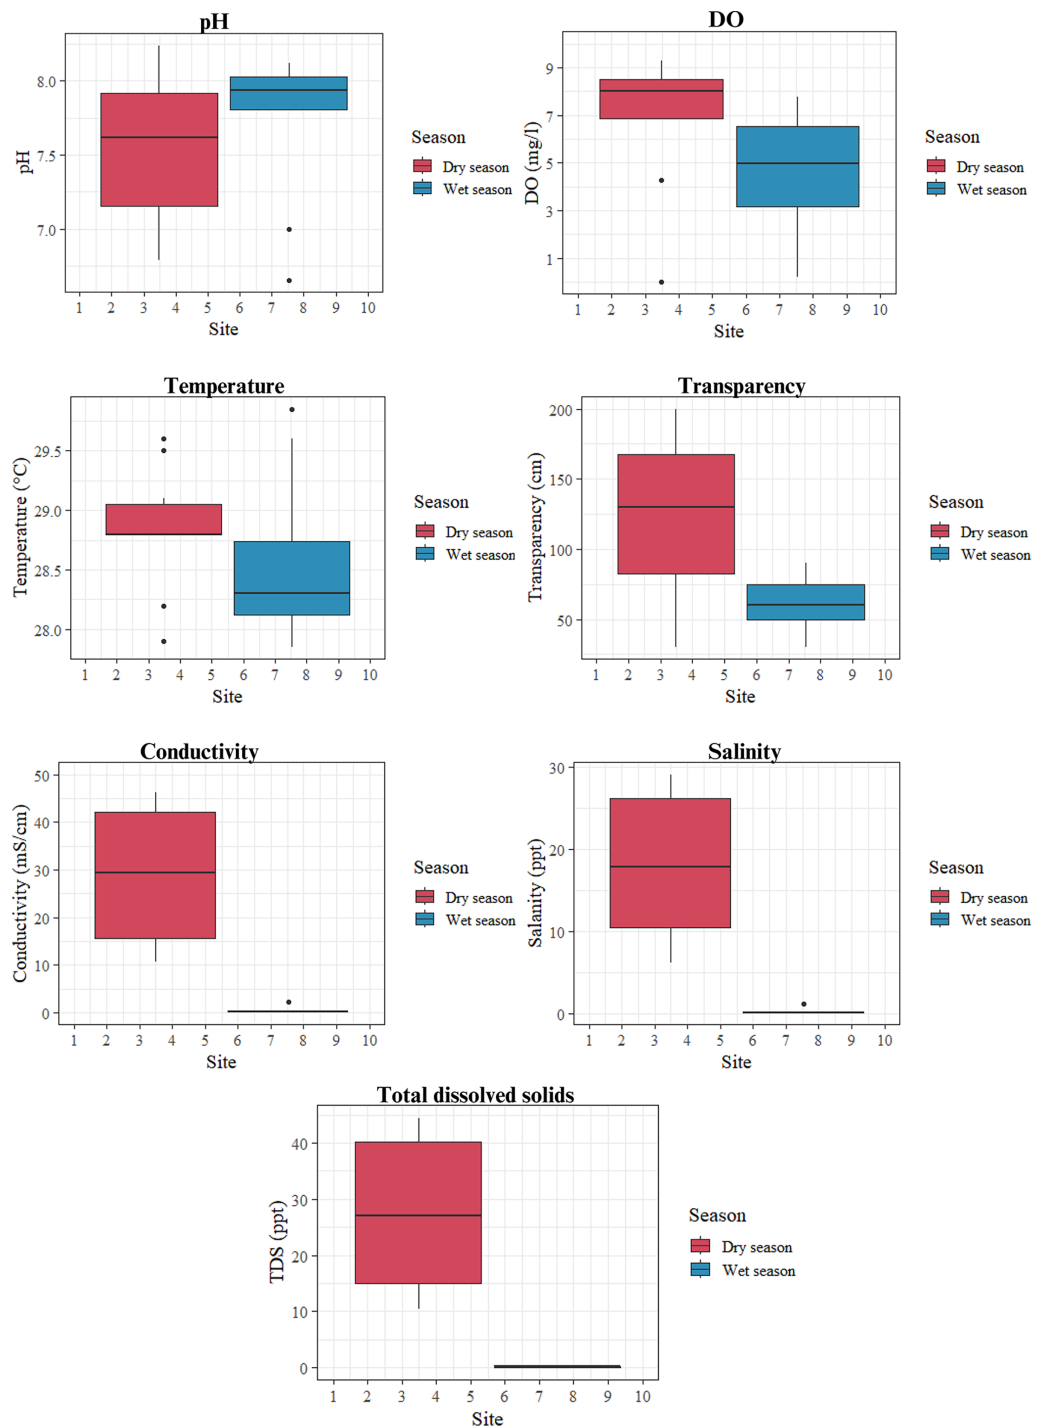 pH
8.0
7.5
7.0
pH
1 2 3 4 5 6 7 8 9 10
Site
Season
Dry season
Wet season
DO
9
7
5
3
1
DO (mg/l)
1 2 3 4 5 6 7 8 9 10
Site
Season
Dry season
Wet season
Temperature
29.5
29.0
28.5
28.0
Temperature (°C)
1 2 3 4 5 6 7 8 9 10
Site
Season
Dry season
Wet season
Transparency
200
150
100
50
Transparency (cm)
1 2 3 4 5 6 7 8 9 10
Site
Season
Dry season
Wet season
Conductivity
50
40
30
20
10
0
Conductivity (mS/cm)
1 2 3 4 5 6 7 8 9 10
Site
Season
Dry season
Wet season
Salinity
30
20
10
0
Salanity (ppt)
1 2 3 4 5 6 7 8 9 10
Site
Season
Dry season
Wet season
Total dissolved solids
40
30
20
10
0
TDS (ppt)
1 2 3 4 5 6 7 8 9 10
Site
Season
Dry season
Wet season